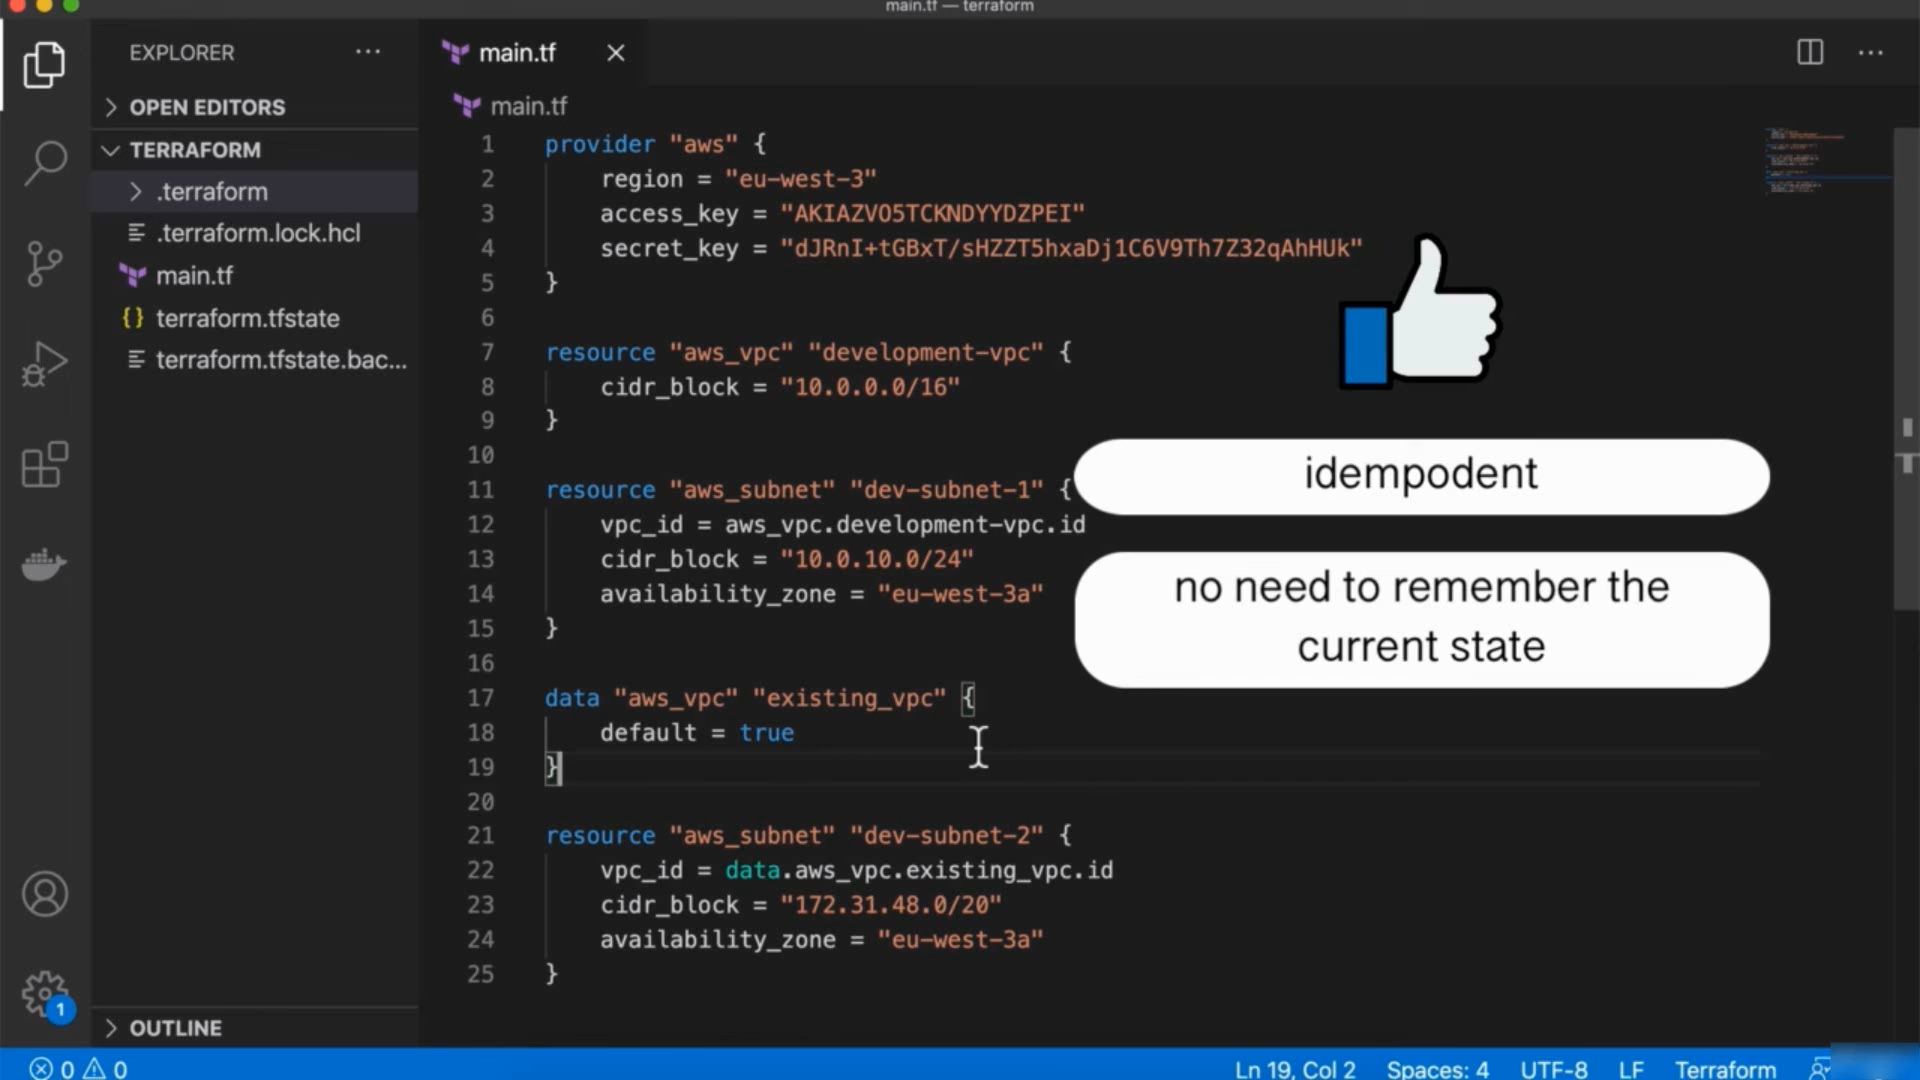 main.tf — terraform
EXPLORER
main.tf
OPEN EDITORS
main.tf
TERRAFORM
.terraform
.terraform.lock.hcl
main.tf
terraform.tfstate
terraform.tfstate.bac...
1 provider "aws" {
2 region = "eu-west-3"
3 access_key = "AKIAZVO5TCKNDYYDZPEI"
4 secret_key = "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"
5 }
6
7 resource "aws_vpc" "development-vpc" {
8 cidr_block = "10.0.0.0/16"
9 }
10
11 resource "aws_subnet" "dev-subnet-1" {
12 vpc_id = aws_vpc.development-vpc.id
13 cidr_block = "10.0.10.0/24"
14 availability_zone = "eu-west-3a"
15 }
16
17 data "aws_vpc" "existing_vpc" {
18 default = true
19 }
20
21 resource "aws_subnet" "dev-subnet-2" {
22 vpc_id = data.aws_vpc.existing_vpc.id
23 cidr_block = "172.31.48.0/20"
24 availability_zone = "eu-west-3a"
25 }
idempodent
no need to remember the
current state
1
OUTLINE
0 0
Ln 19, Col 2 Spaces: 4 UTF-8 LF Terraform